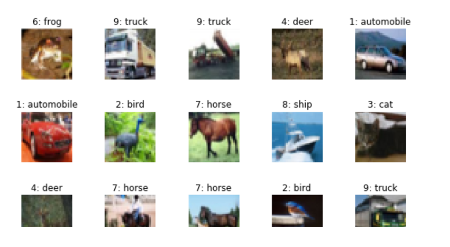 6: frog 9: truck 9: truck 4: deer 1: automobile
1: automobile 2: bird 7: horse 8: ship 3: cat
4: deer 7: horse 7: horse 2: bird 9: truck